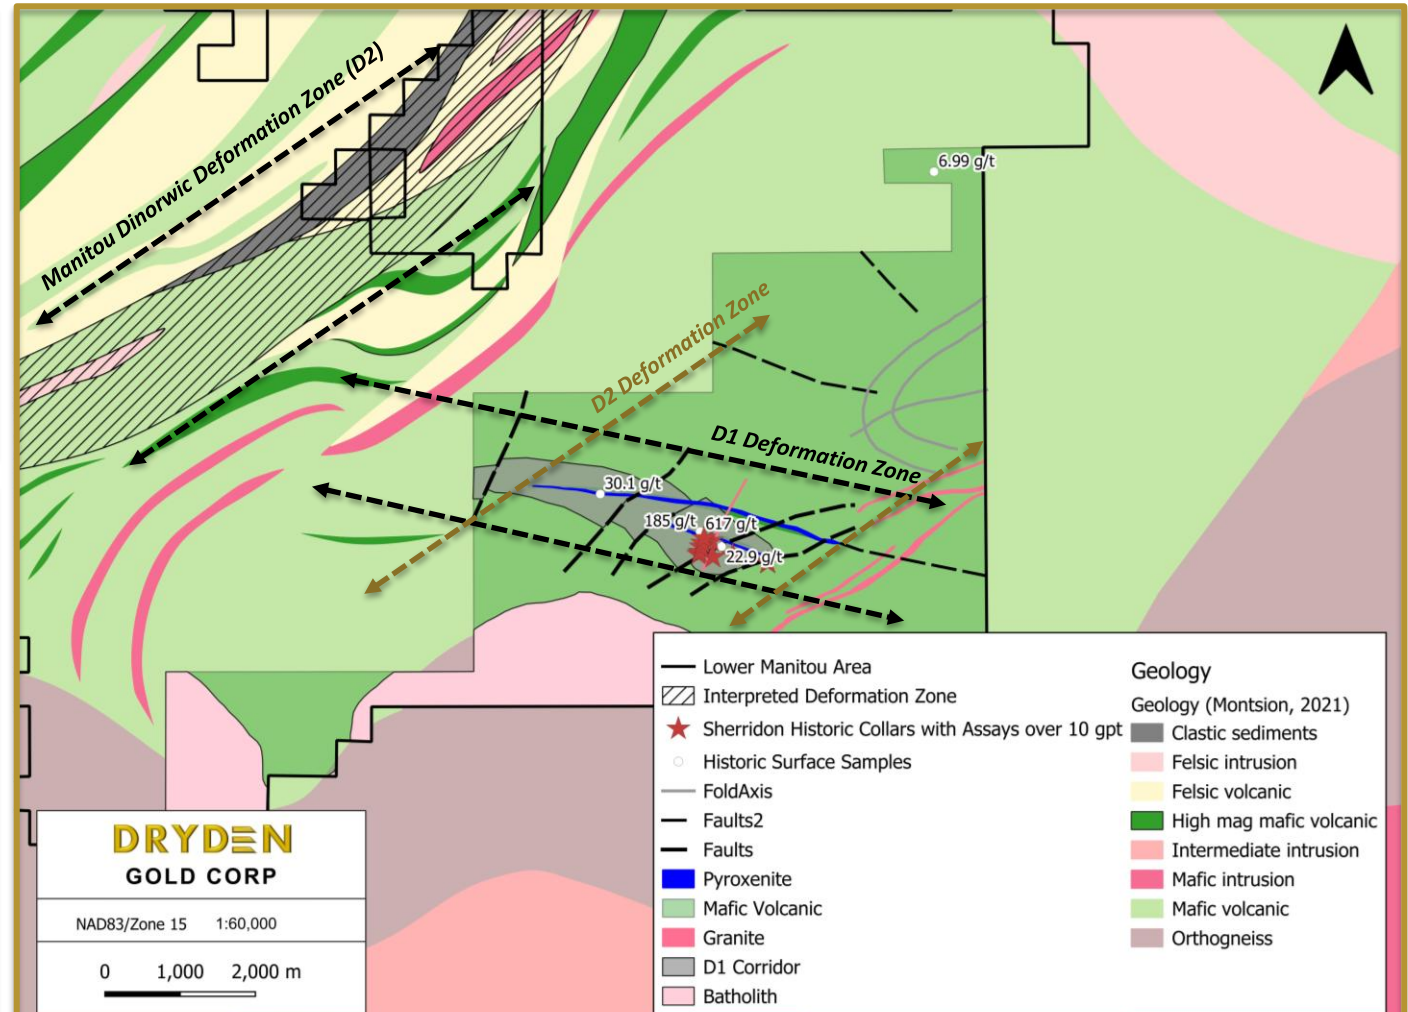 Manitou Dinorwic Deformation Zone (D2)
6.99 g/t
D2 Deformation Zone
D1 Deformation Zone
30.1 g/t
185 g/t
617 g/t
22.9 g/t
Lower Manitou Area
Interpreted Deformation Zone
Sherridon Historic Collars with Assays over 10 gpt
Historic Surface Samples
FoldAxis
Faults2
Faults
Pyroxenite
Mafic Volcanic
Granite
D1 Corridor
Batholith
Geology
Geology (Montsion, 2021)
Clastic sediments
Felsic intrusion
Felsic volcanic
High mag mafic volcanic
Intermediate intrusion
Mafic intrusion
Mafic volcanic
Orthogneiss
DRYDEN
GOLD CORP
NAD83/Zone 15 1:60,000
0 1,000 2,000 m